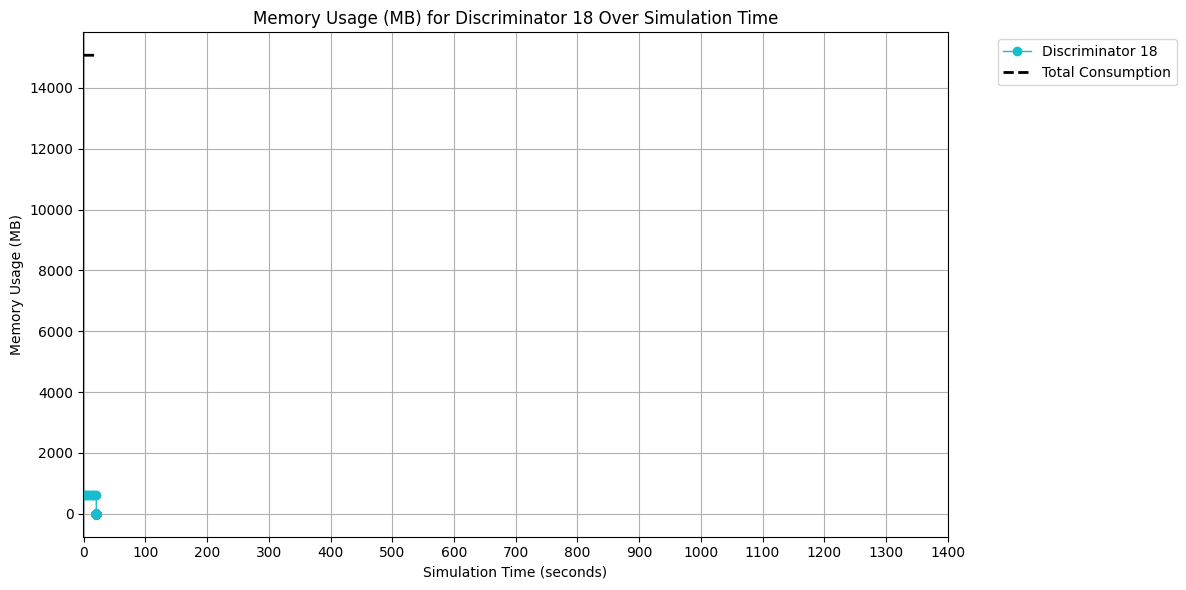 Memory Usage (MB) for Discriminator 18 Over Simulation Time
Discriminator 18
Total Consumption
Memory Usage (MB)
14000
12000
10000
8000
6000
4000
2000
0
0 100 200 300 400 500 600 700 800 900 1000 1100 1200 1300 1400
Simulation Time (seconds)